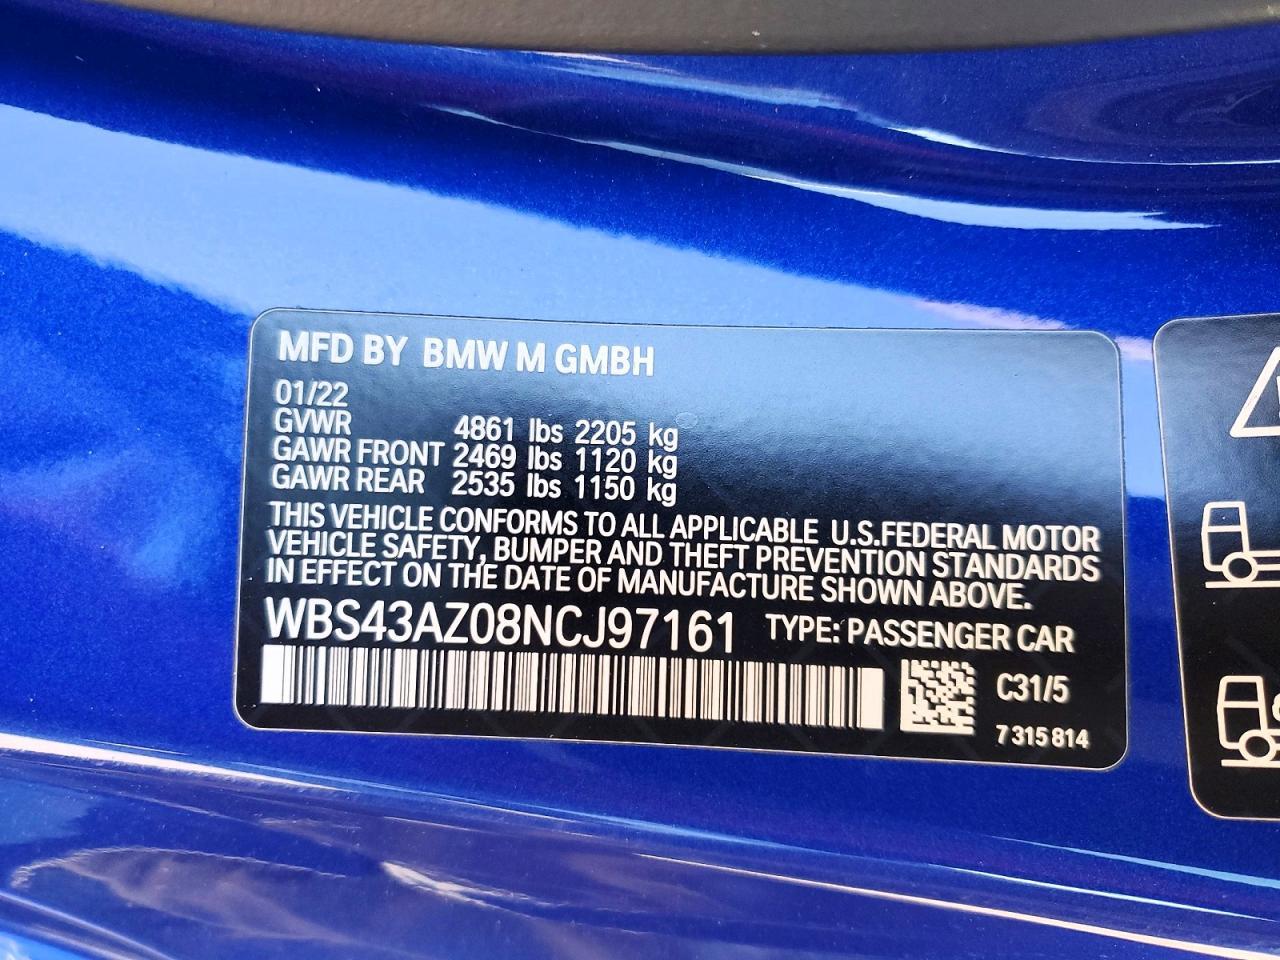 MFD BY BMW M GMBH
01/22
GVWR 4861 lbs 2205 kg
GAWR FRONT 2469 lbs 1120 kg
GAWR REAR 2535 lbs 1150 kg
THIS VEHICLE CONFORMS TO ALL APPLICABLE U.S.FEDERAL MOTOR
VEHICLE SAFETY, BUMPER AND THEFT PREVENTION STANDARDS
IN EFFECT ON THE DATE OF MANUFACTURE SHOWN ABOVE.
WBS43AZ08NCJ97161 TYPE: PASSENGER CAR
C31/5
7 315 814